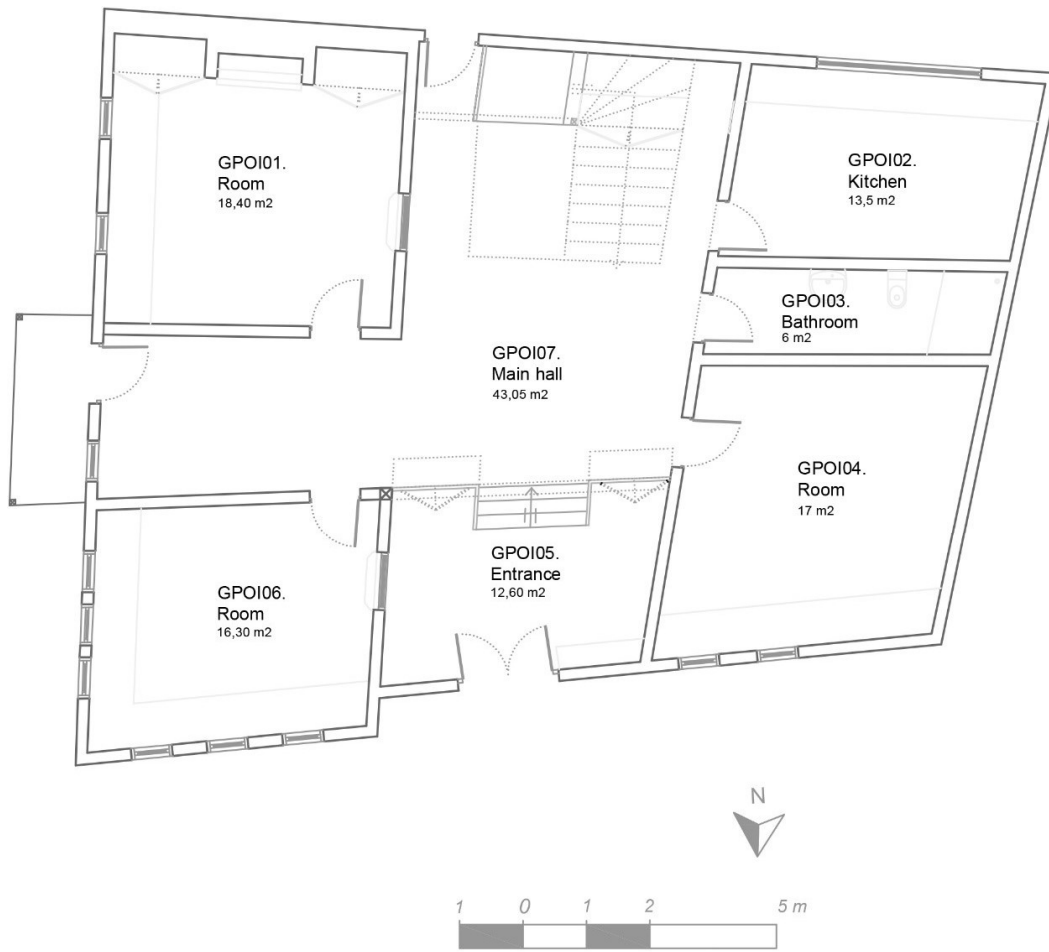 GPOI01.
Room
18,40 m2
GPOI02.
Kitchen
13,5 m2
GPOI03.
Bathroom
6 m2
GPOI07.
Main hall
43,05 m2
GPOI04.
Room
17 m2
GPOI05.
Entrance
12,60 m2
GPOI06.
Room
16,30 m2
N
1 0 1 2 5 m